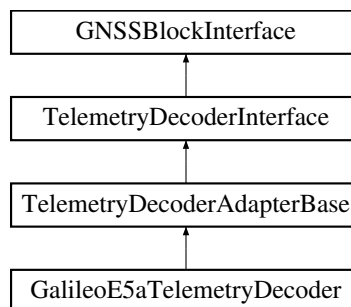 GNSSBlockInterface
TelemetryDecoderInterface
TelemetryDecoderAdapterBase
GalileoE5aTelemetryDecoder